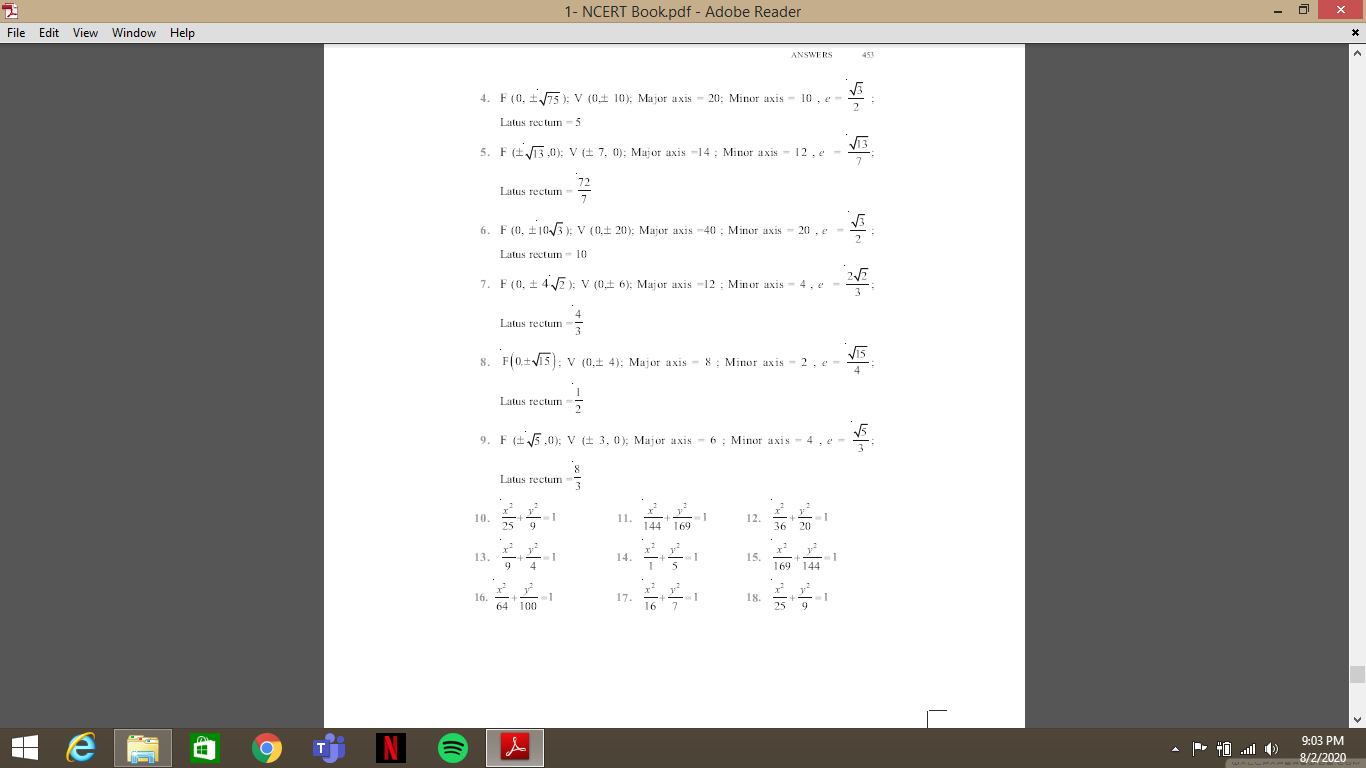 1- NCERT Book.pdf - Adobe Reader
File Edit View Window Help
ANSWERS 453
4. F (0, ±√75); V (0,± 10); Major axis = 20; Minor axis = 10 , e = √3/2 ;
Latus rectum = 5
5. F (±√13,0); V (± 7, 0); Major axis =14 ; Minor axis = 12 , e = √13/7;
Latus rectum = 72/7
6. F (0, ±10√3); V (0,± 20); Major axis =40 ; Minor axis = 20 , e = √3/2 ;
Latus rectum = 10
7. F (0, ± 4√2); V (0,± 6); Major axis =12 ; Minor axis = 4 , e = 2√2/3 ;
Latus rectum =4/3
8. F(0,±√15); V (0,± 4); Major axis = 8 ; Minor axis = 2 , e = √15/4 ;
Latus rectum =1/2
9. F (±√5,0); V (± 3, 0); Major axis = 6 ; Minor axis = 4 , e = √5/3 ;
Latus rectum =8/3
10. x²/25+y²/9=1 11. x²/144+y²/169=1 12. x²/36+y²/20=1
13. x²/9+y²/4=1 14. x²/1+y²/5=1 15. x²/169+y²/144=1
16. x²/64+y²/100=1 17. x²/16+y²/7=1 18. x²/25+y²/9=1
9:03 PM
8/2/2020